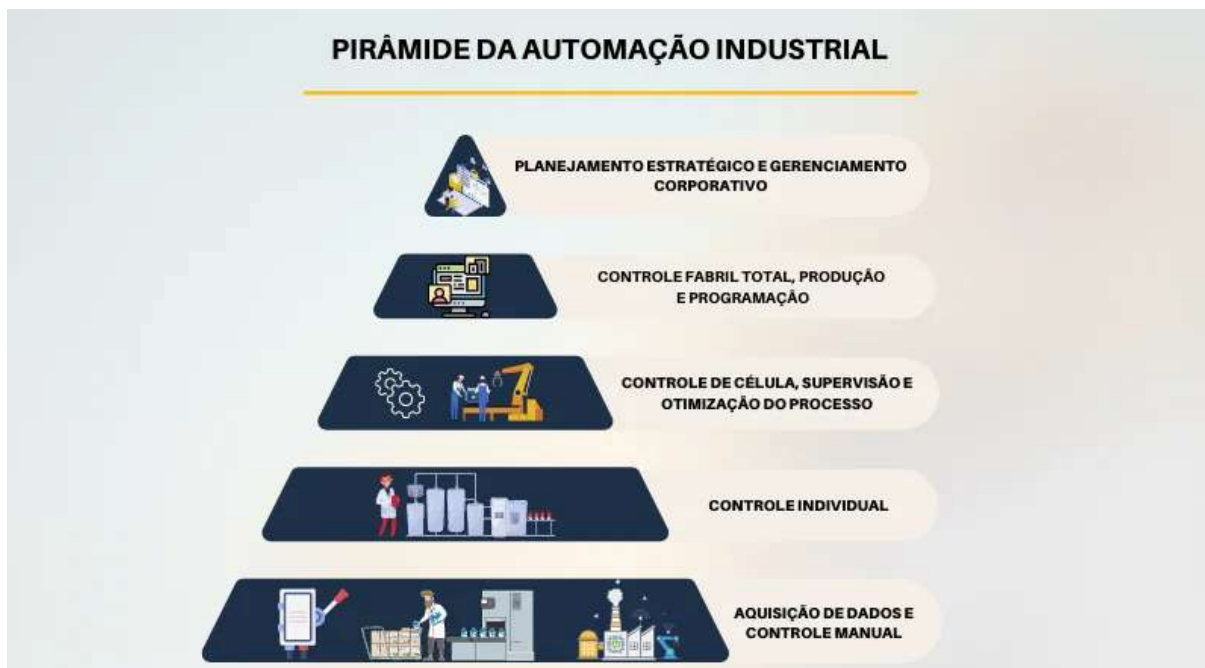 PIRÂMIDE DA AUTOMAÇÃO INDUSTRIAL
PLANEJAMENTO ESTRATÉGICO E GERENCIAMENTO
CORPORATIVO
CONTROLE FABRIL TOTAL, PRODUÇÃO
E PROGRAMAÇÃO
CONTROLE DE CÉLULA, SUPERVISÃO E
OTIMIZAÇÃO DO PROCESSO
CONTROLE INDIVIDUAL
AQUISIÇÃO DE DADOS E
CONTROLE MANUAL